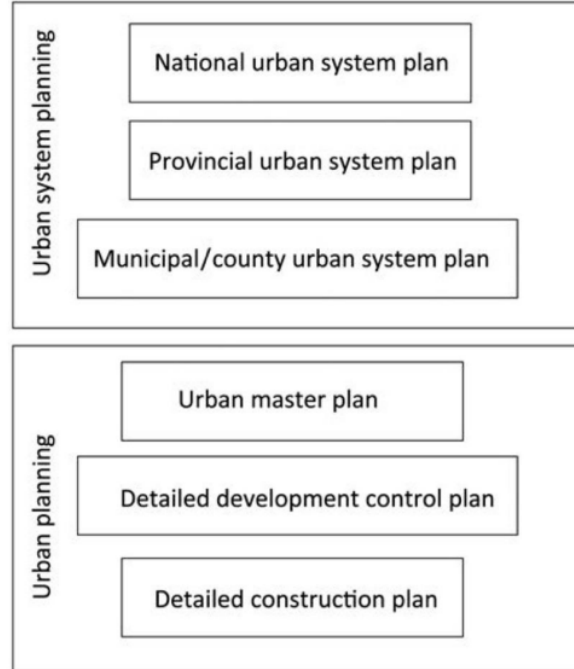 Urban system planning
National urban system plan
Provincial urban system plan
Municipal/county urban system plan
Urban planning
Urban master plan
Detailed development control plan
Detailed construction plan